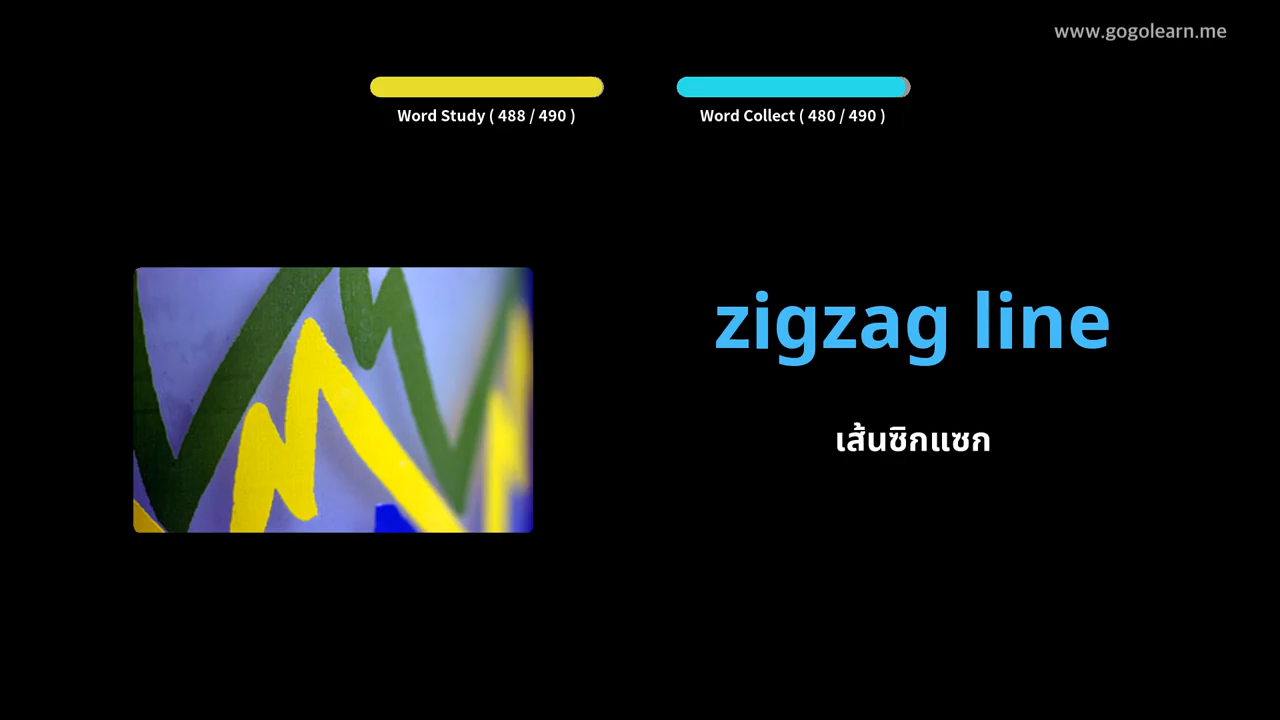 www.gogolearn.me
Word Study ( 488 / 490 )
Word Collect ( 480 / 490 )
zigzag line
เส้นซิกแซก